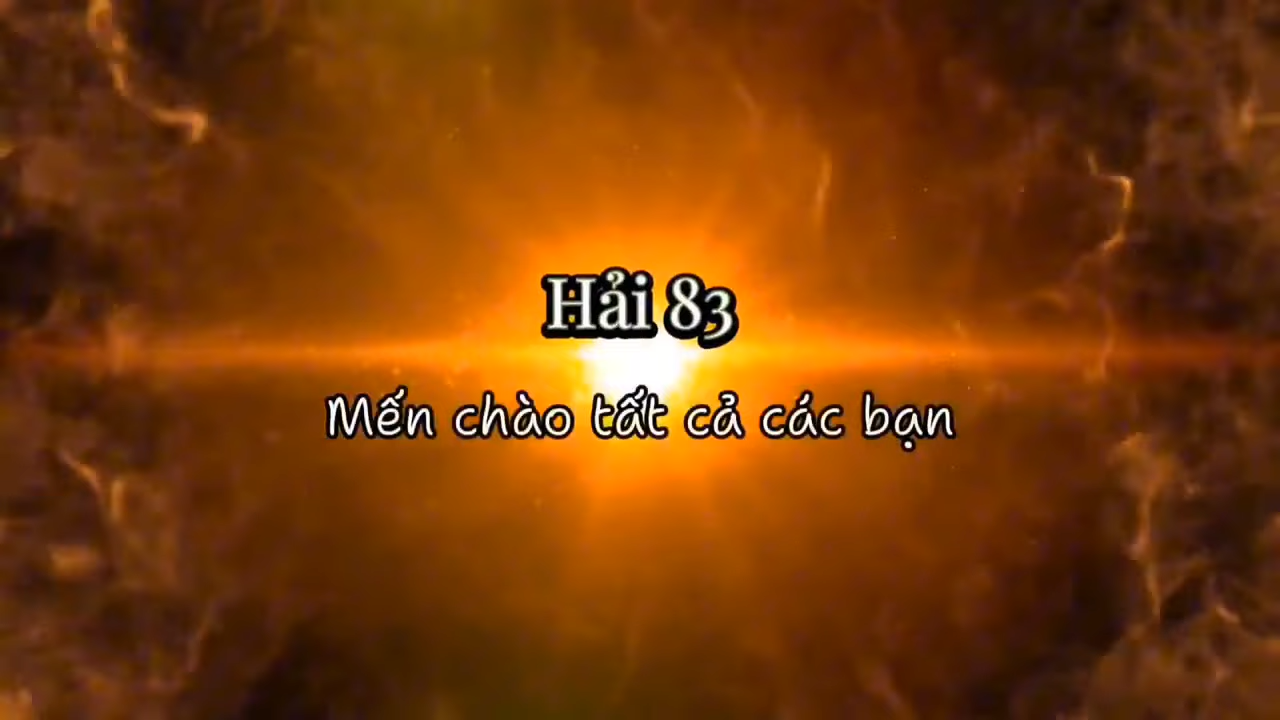 Hải 83
Mến chào tất cả các bạn